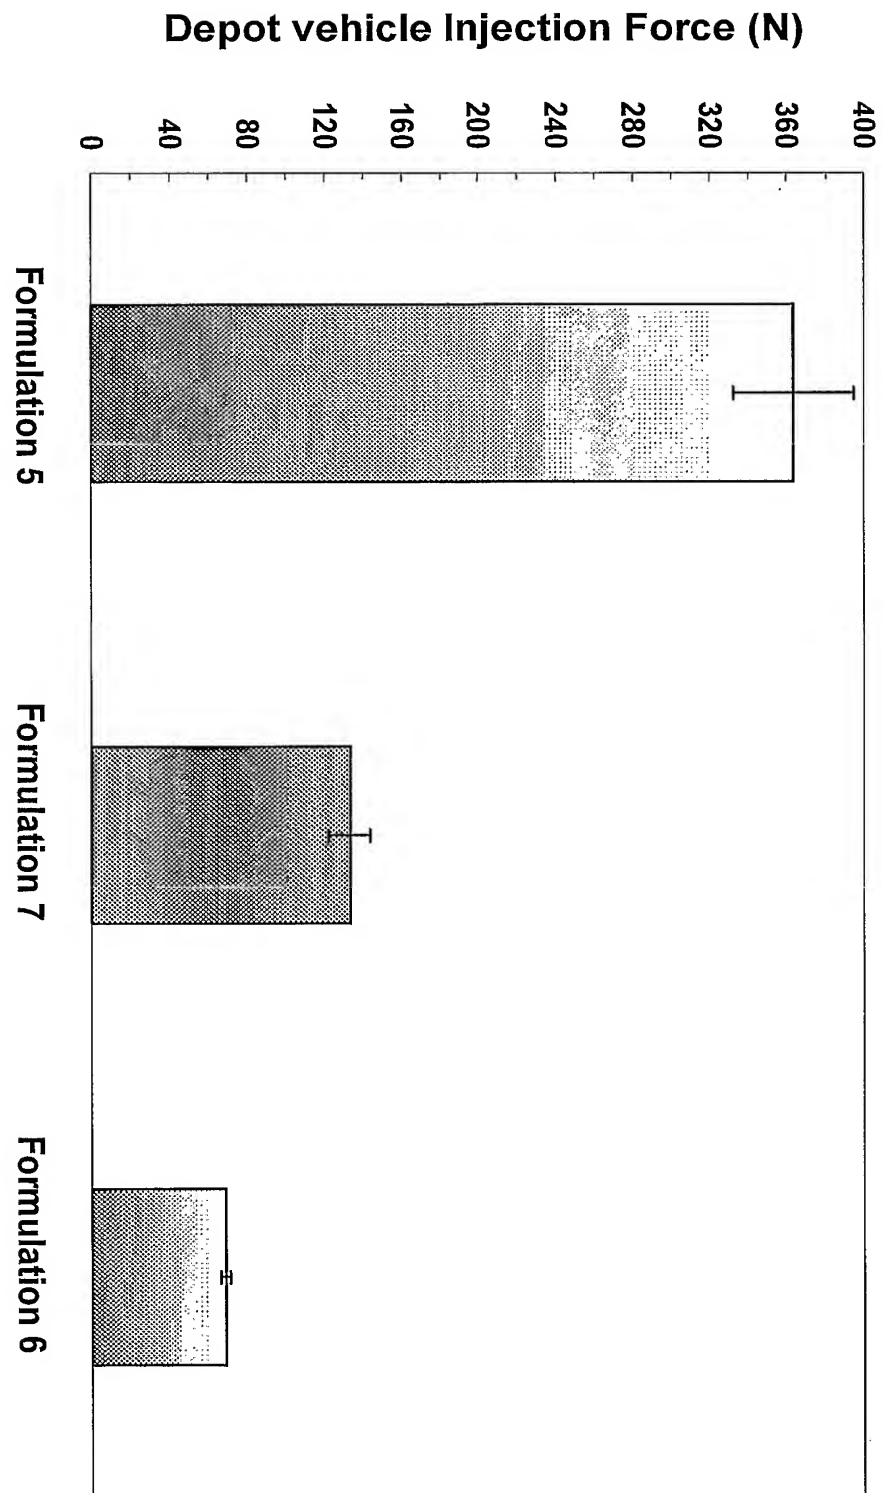 Depot vehicle Injection Force (N)
400
360
320
280
240
200
160
120
80
40
0
Formulation 5
Formulation 7
Formulation 6